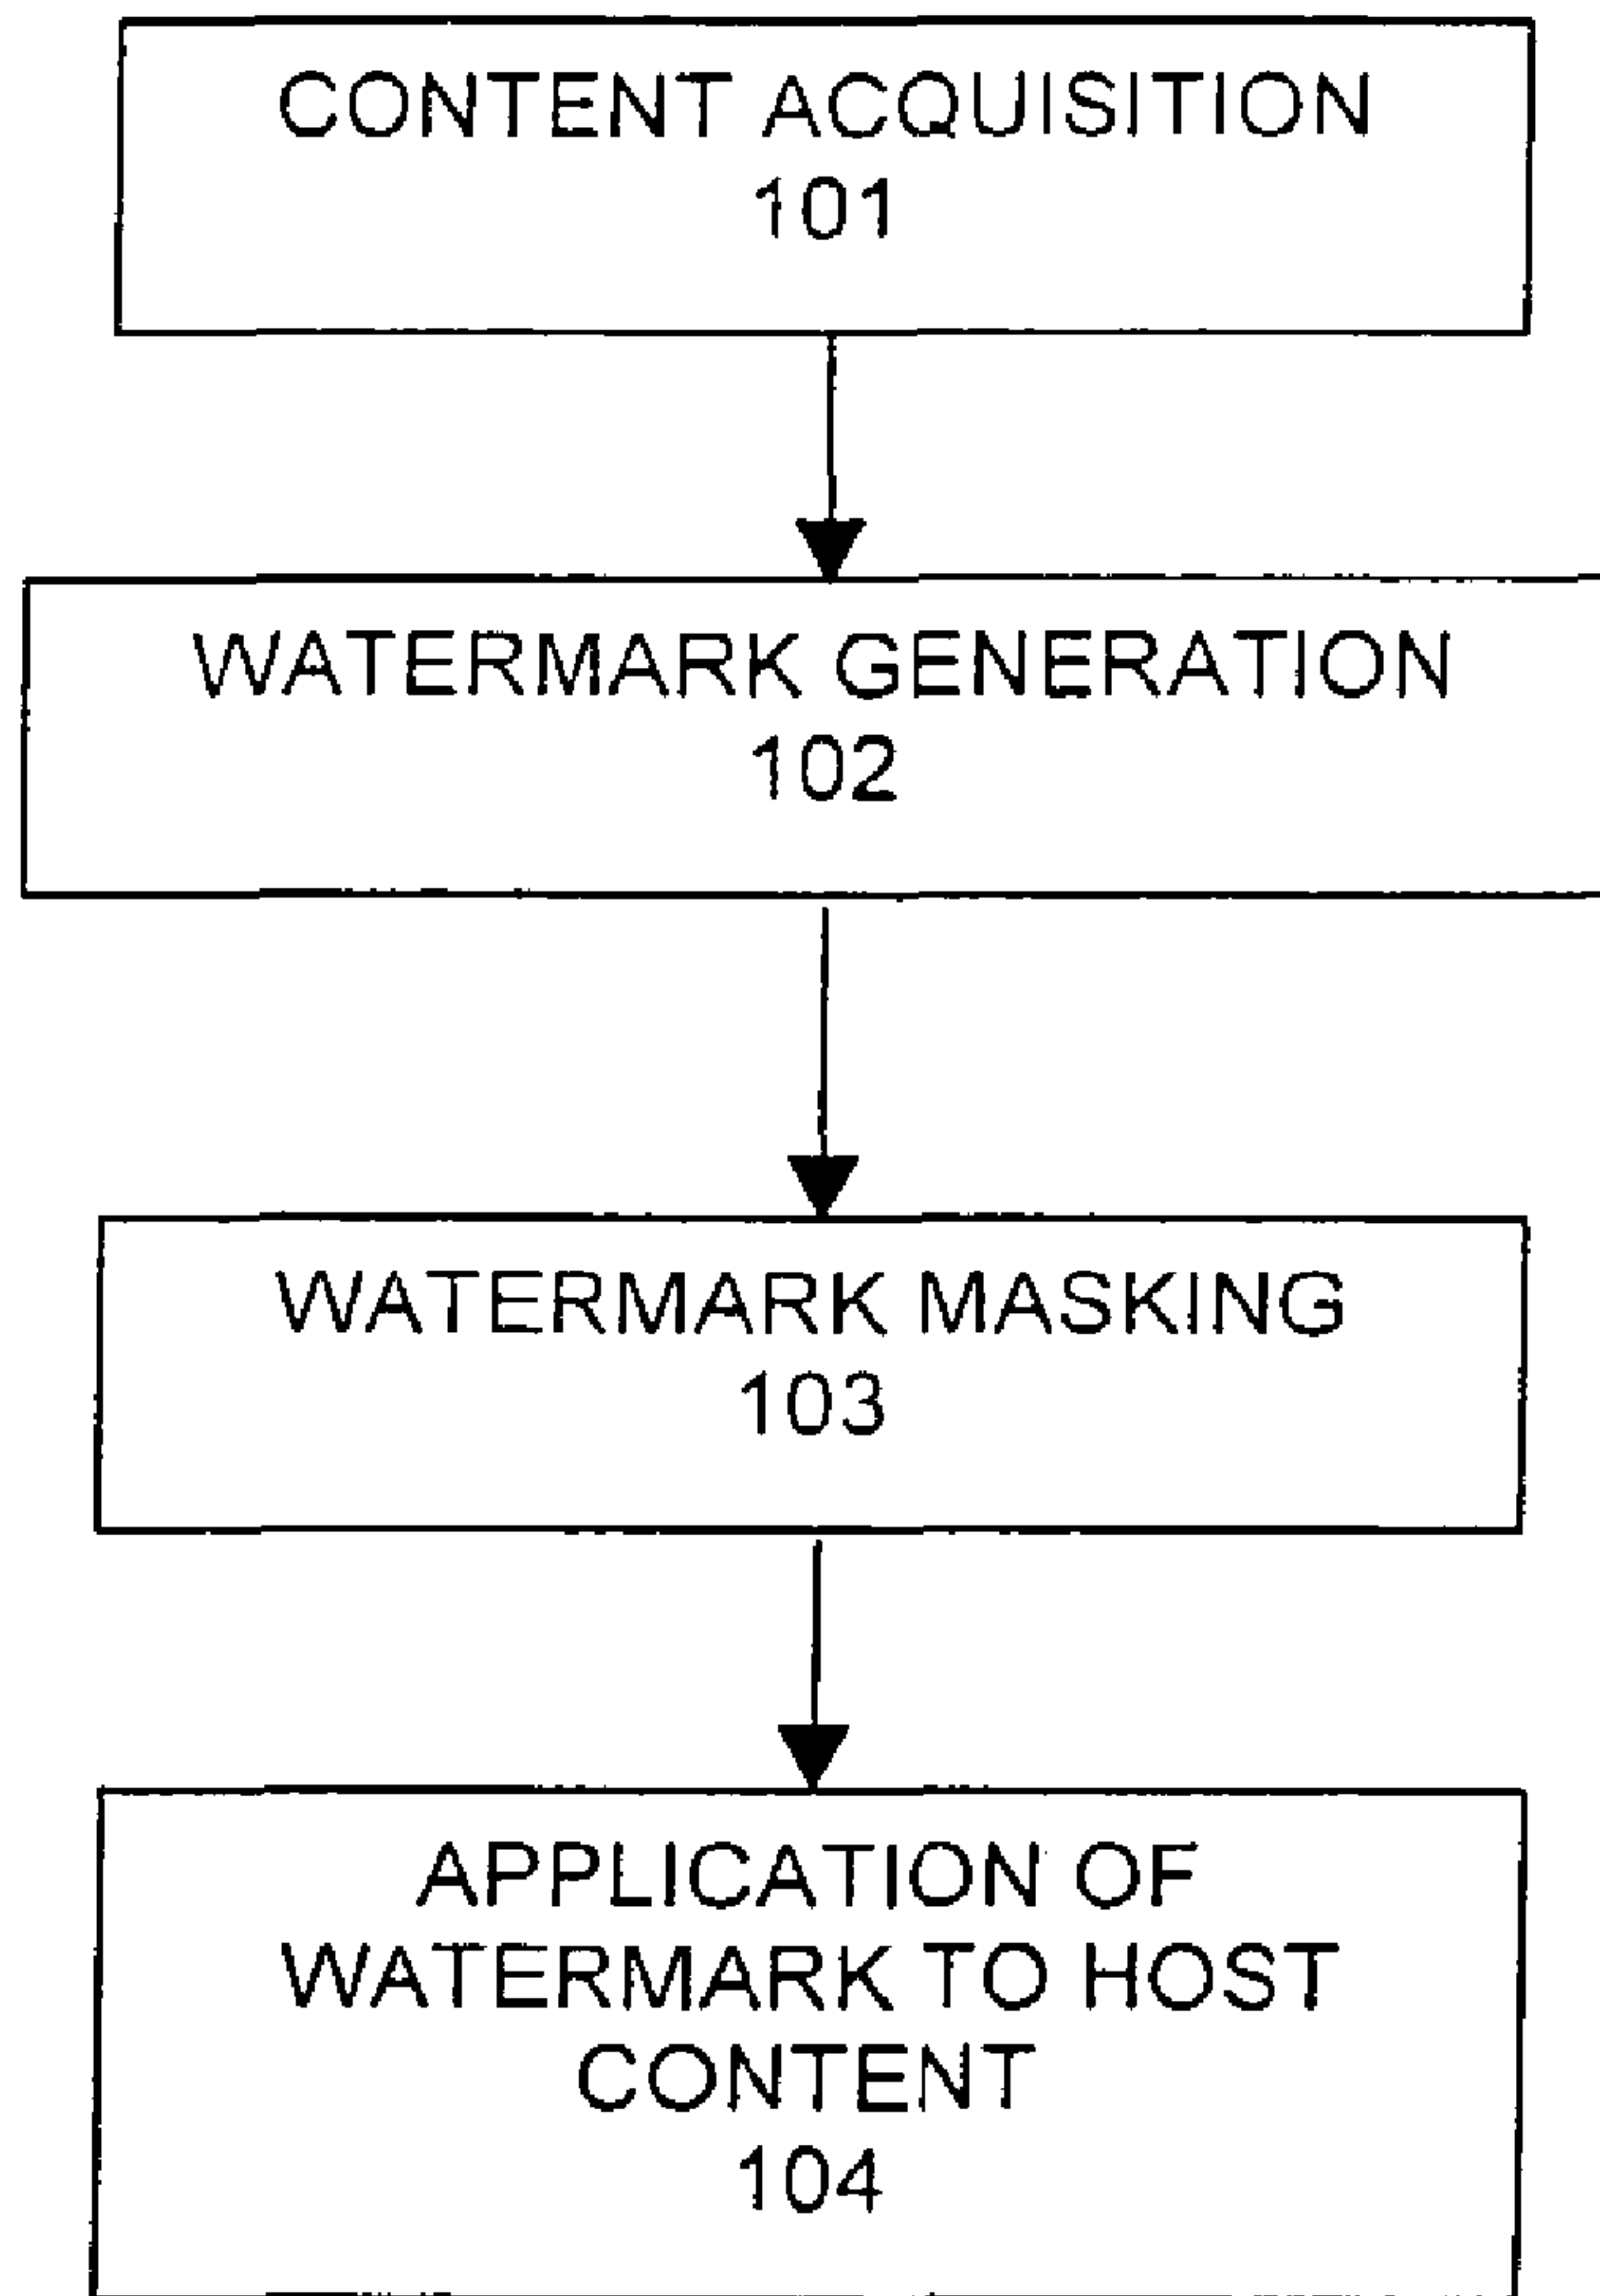 CONTENT ACQUISITION
101
WATERMARK GENERATION
102
WATERMARK MASKING
103
APPLICATION OF
WATERMARK TO HOST
CONTENT
104